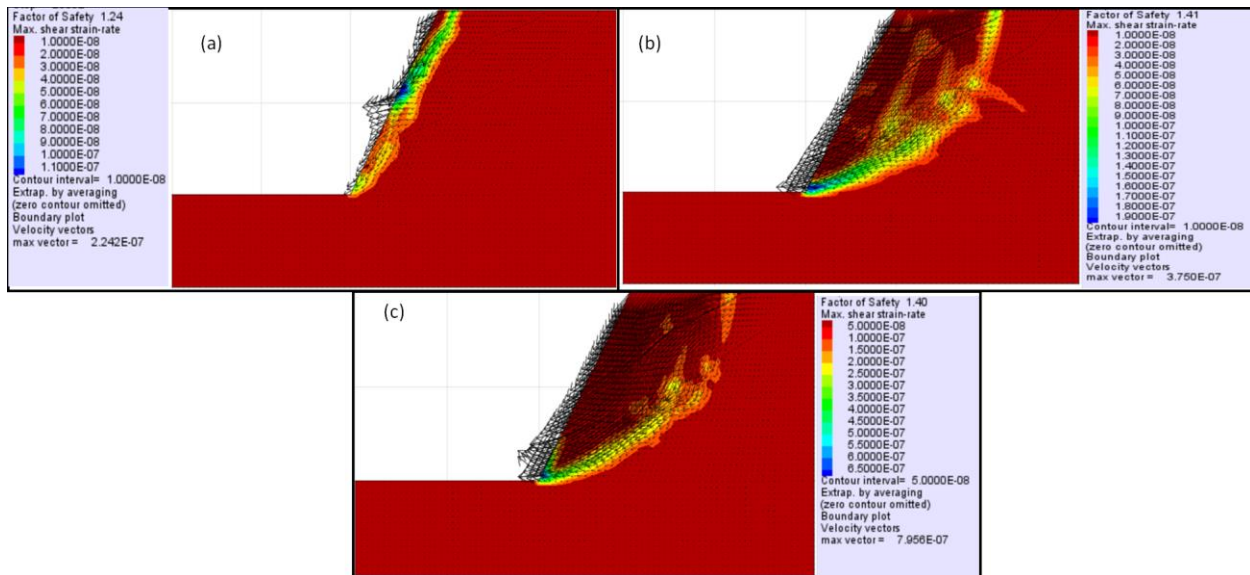 Factor of Safety 1.24
Max. shear strain-rate
1.0000E-08
2.0000E-08
3.0000E-08
4.0000E-08
5.0000E-08
6.0000E-08
7.0000E-08
8.0000E-08
9.0000E-08
1.0000E-07
1.1000E-07
Contour interval= 1.0000E-08
Extrap. by averaging
(zero contour omitted)
Boundary plot
Velocity vectors
max vector = 2.242E-07
(a)
(b)
Factor of Safety 1.41
Max. shear strain-rate
1.0000E-08
2.0000E-08
3.0000E-08
4.0000E-08
5.0000E-08
6.0000E-08
7.0000E-08
8.0000E-08
9.0000E-08
1.0000E-07
1.1000E-07
1.2000E-07
1.3000E-07
1.4000E-07
1.5000E-07
1.6000E-07
1.7000E-07
1.8000E-07
1.9000E-07
Contour interval= 1.0000E-08
Extrap. by averaging
(zero contour omitted)
Boundary plot
Velocity vectors
max vector = 3.750E-07
(c)
Factor of Safety 1.40
Max. shear strain-rate
5.0000E-08
1.0000E-07
1.5000E-07
2.0000E-07
2.5000E-07
3.0000E-07
3.5000E-07
4.0000E-07
4.5000E-07
5.0000E-07
5.5000E-07
6.0000E-07
6.5000E-07
Contour interval= 5.0000E-08
Extrap. by averaging
(zero contour omitted)
Boundary plot
Velocity vectors
max vector = 7.956E-07